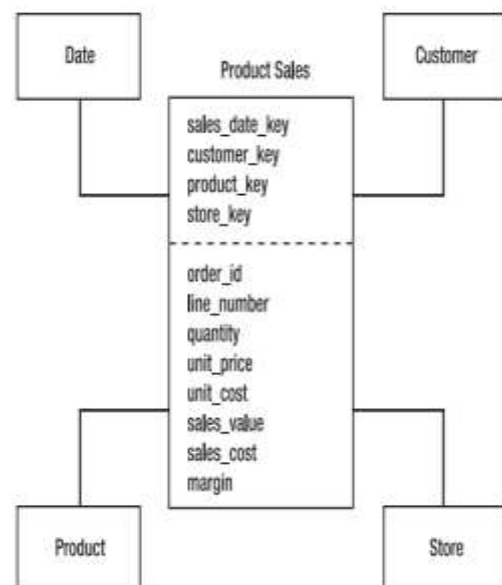 Date
Customer
Product Sales
sales_date_key
customer_key
product_key
store_key
order_id
line_number
quantity
unit_price
unit_cost
sales_value
sales_cost
margin
Product
Store